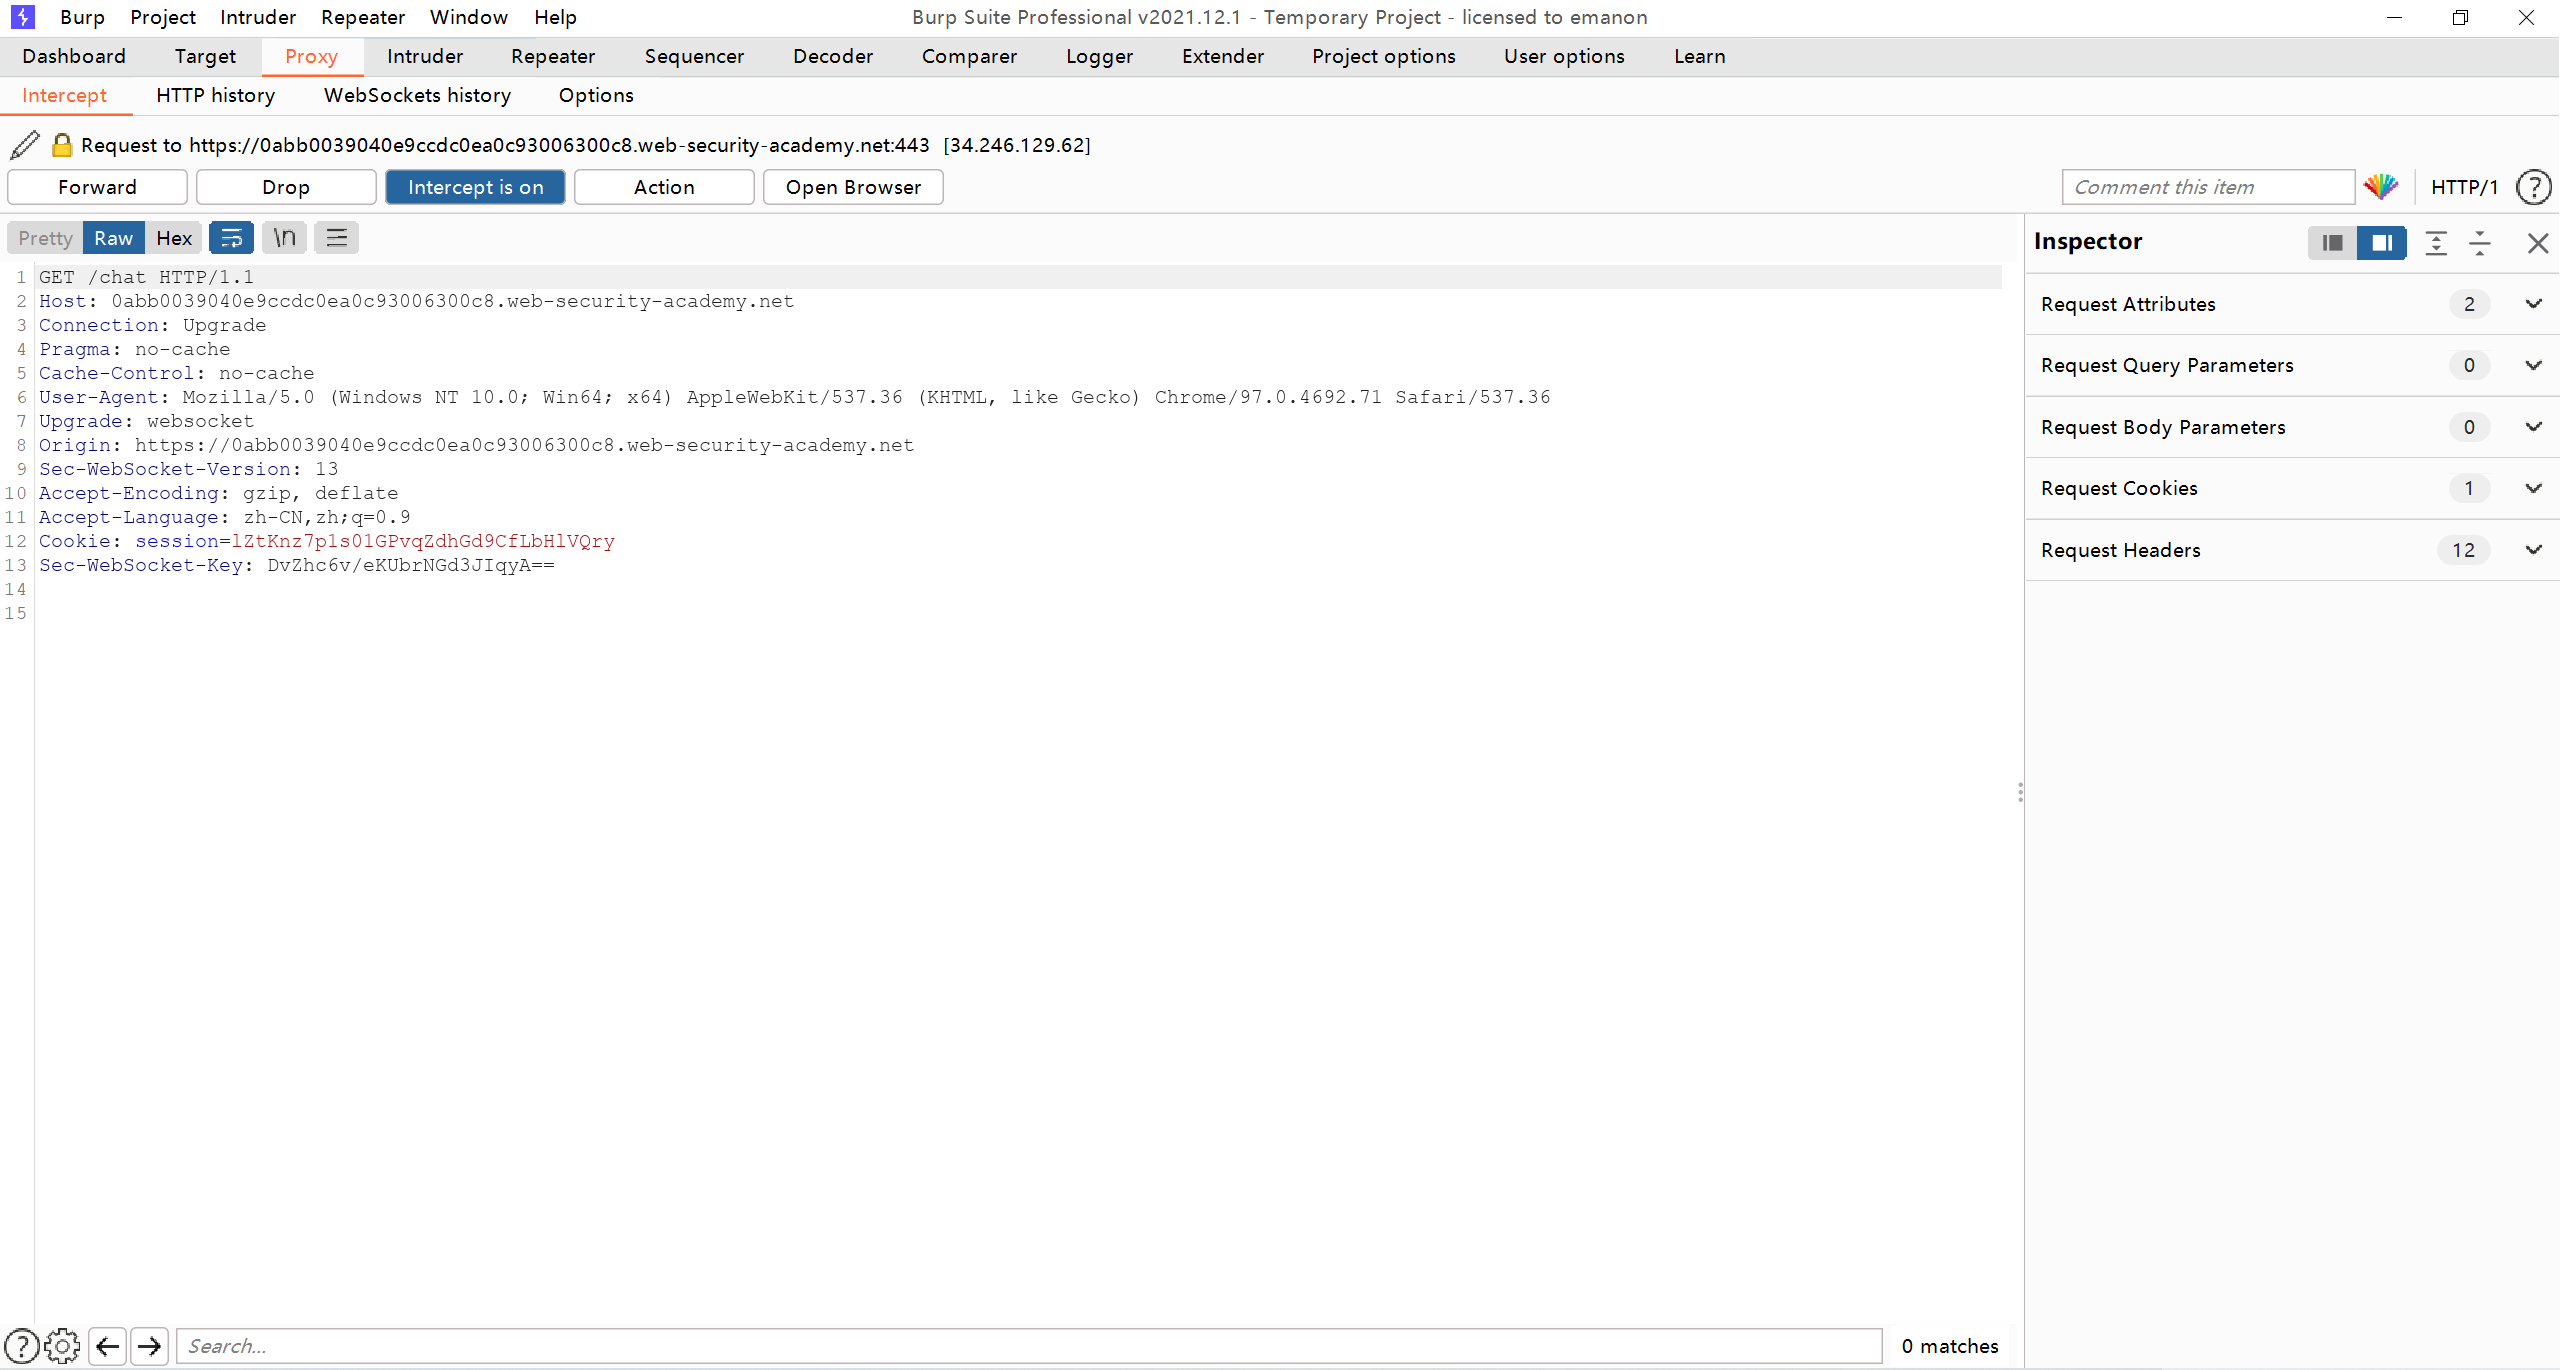 Burp Project Intruder Repeater Window Help Burp Suite Professional v2021.12.1 - Temporary Project - licensed to emanon
Dashboard Target Proxy Intruder Repeater Sequencer Decoder Comparer Logger Extender Project options User options Learn
Intercept HTTP history WebSockets history Options
Request to https://0abb0039040e9ccdc0ea0c93006300c8.web-security-academy.net:443 [34.246.129.62]
Forward Drop Intercept is on Action Open Browser Comment this item HTTP/1 ?
Pretty Raw Hex \n
1 GET /chat HTTP/1.1
2 Host: 0abb0039040e9ccdc0ea0c93006300c8.web-security-academy.net
3 Connection: Upgrade
4 Pragma: no-cache
5 Cache-Control: no-cache
6 User-Agent: Mozilla/5.0 (Windows NT 10.0; Win64; x64) AppleWebKit/537.36 (KHTML, like Gecko) Chrome/97.0.4692.71 Safari/537.36
7 Upgrade: websocket
8 Origin: https://0abb0039040e9ccdc0ea0c93006300c8.web-security-academy.net
9 Sec-WebSocket-Version: 13
10 Accept-Encoding: gzip, deflate
11 Accept-Language: zh-CN,zh;q=0.9
12 Cookie: session=lZtKnz7p1s01GPvqZdhGd9CfLbHlVQry
13 Sec-WebSocket-Key: DvZhc6v/eKUbrNGd3JIqyA==
14
15
Inspector
Request Attributes 2
Request Query Parameters 0
Request Body Parameters 0
Request Cookies 1
Request Headers 12
? Search... 0 matches